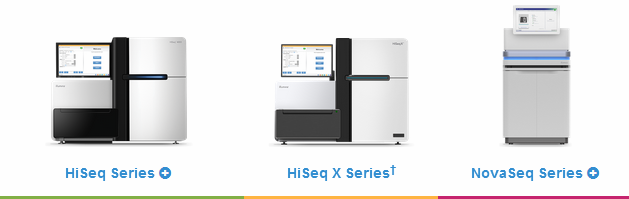 HiSeq Series
HiSeq X Series†
NovaSeq Series